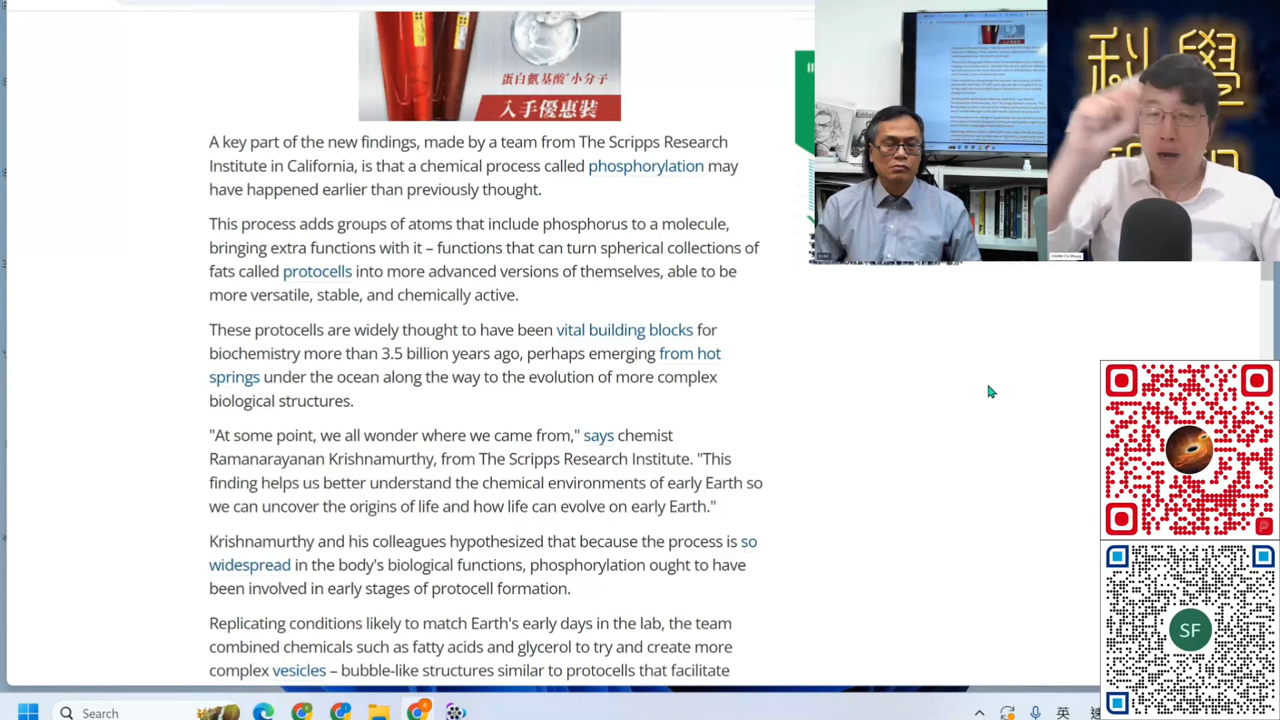 蛋白氨基酸 小分子
入手優惠裝
A key part of the new findings, made by a team from The Scripps Research
Institute in California, is that a chemical process called phosphorylation may
have happened earlier than previously thought.
This process adds groups of atoms that include phosphorus to a molecule,
bringing extra functions with it – functions that can turn spherical collections of
fats called protocells into more advanced versions of themselves, able to be
more versatile, stable, and chemically active.
These protocells are widely thought to have been vital building blocks for
biochemistry more than 3.5 billion years ago, perhaps emerging from hot
springs under the ocean along the way to the evolution of more complex
biological structures.
"At some point, we all wonder where we came from," says chemist
Ramanarayanan Krishnamurthy, from The Scripps Research Institute. "This
finding helps us better understand the chemical environments of early Earth so
we can uncover the origins of life and how life can evolve on early Earth."
Krishnamurthy and his colleagues hypothesized that because the process is so
widespread in the body's biological functions, phosphorylation ought to have
been involved in early stages of protocell formation.
Replicating conditions likely to match Earth's early days in the lab, the team
combined chemicals such as fatty acids and glycerol to try and create more
complex vesicles – bubble-like structures similar to protocells that facilitate
科學
SF
Search
英